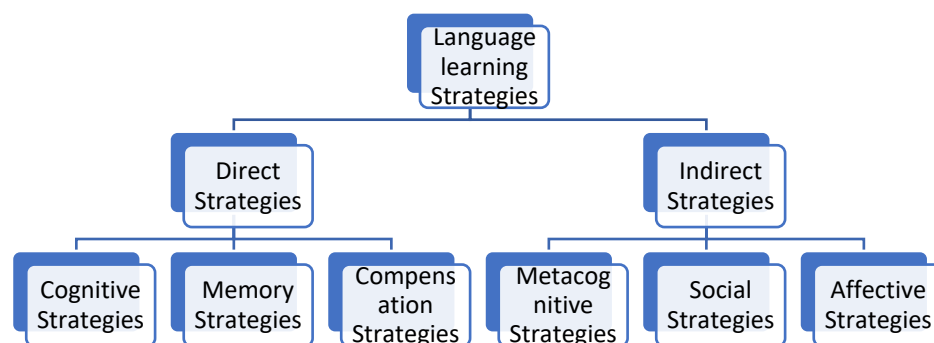 Language
learning
Strategies
Direct
Strategies
Indirect
Strategies
Cognitive
Strategies
Memory
Strategies
Compens
ation
Strategies
Metacog
nitive
Strategies
Social
Strategies
Affective
Strategies